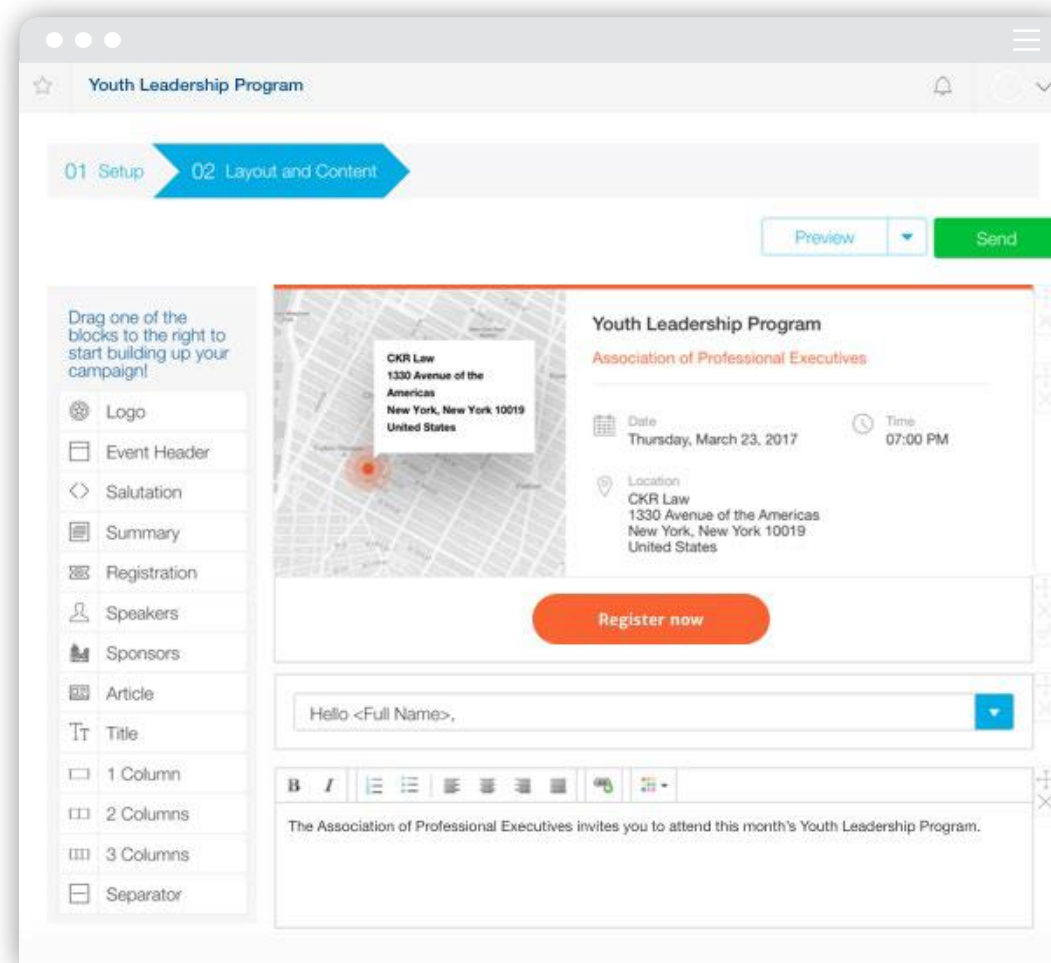 Youth Leadership Program
01 Setup
02 Layout and Content
Preview
Send
Drag one of the
blocks to the right to
start building up your
campaign!
Logo
Event Header
Salutation
Summary
Registration
Speakers
Sponsors
Article
Title
1 Column
2 Columns
3 Columns
Separator
CKR Law
1330 Avenue of the
Americas
New York, New York 10019
United States
Youth Leadership Program
Association of Professional Executives
Date
Thursday, March 23, 2017
Time
07:00 PM
Location
CKR Law
1330 Avenue of the Americas
New York, New York 10019
United States
Register now
Hello <Full Name>,
B I
The Association of Professional Executives invites you to attend this month's Youth Leadership Program.